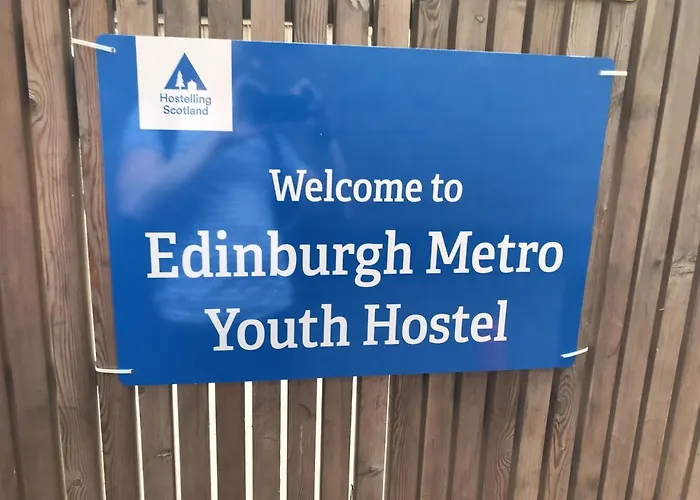 Hostelling
Scotland
Welcome to
Edinburgh Metro
Youth Hostel